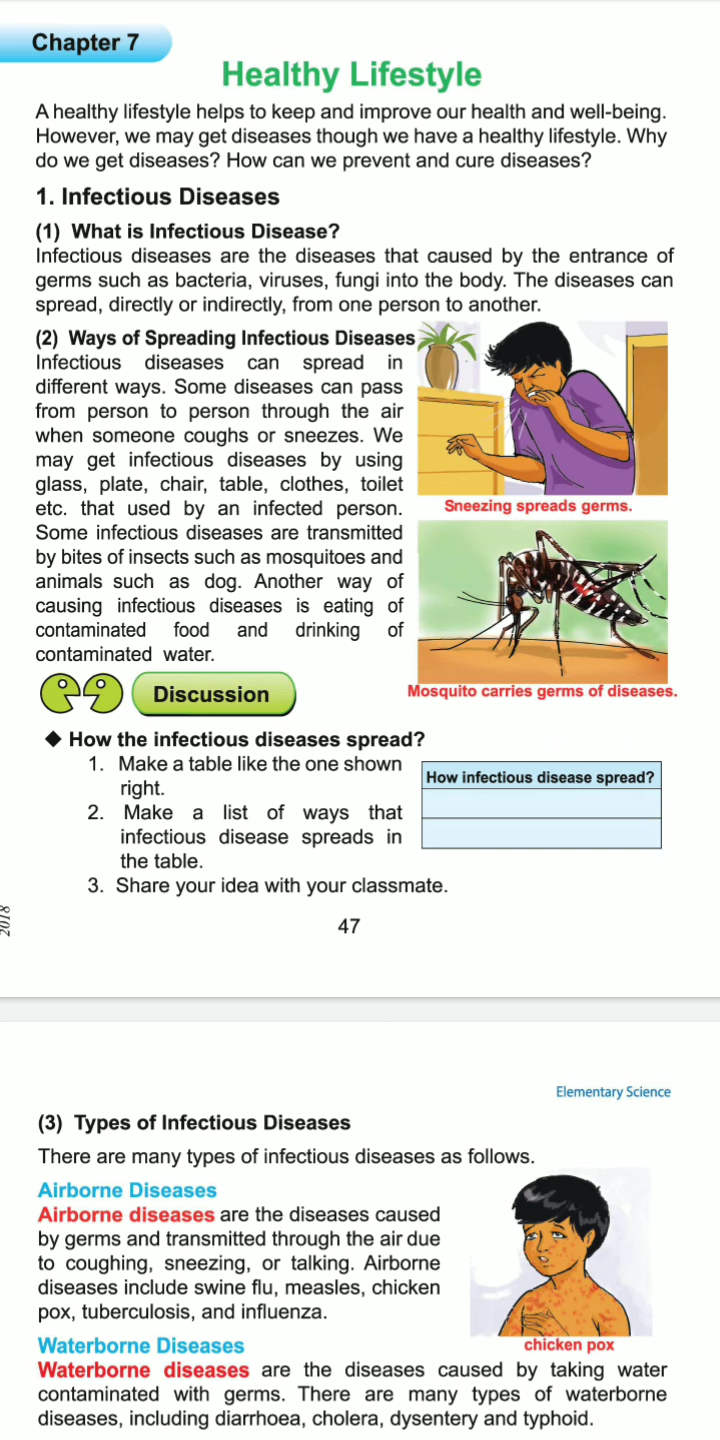 Chapter 7
Healthy Lifestyle
A healthy lifestyle helps to keep and improve our health and well-being.
However, we may get diseases though we have a healthy lifestyle. Why
do we get diseases? How can we prevent and cure diseases?
1. Infectious Diseases
(1) What is Infectious Disease?
Infectious diseases are the diseases that caused by the entrance of
germs such as bacteria, viruses, fungi into the body. The diseases can
spread, directly or indirectly, from one person to another.
(2) Ways of Spreading Infectious Diseases
Infectious diseases can spread in
different ways. Some diseases can pass
from person to person through the air
when someone coughs or sneezes. We
may get infectious diseases by using
glass, plate, chair, table, clothes, toilet
etc. that used by an infected person.
Some infectious diseases are transmitted
by bites of insects such as mosquitoes and
animals such as dog. Another way of
causing infectious diseases is eating of
contaminated food and drinking of
contaminated water.
Sneezing spreads germs.
Mosquito carries germs of diseases.
Discussion
◆ How the infectious diseases spread?
1. Make a table like the one shown
right.
2. Make a list of ways that
infectious disease spreads in
the table.
3. Share your idea with your classmate.
How infectious disease spread?
2018
47
Elementary Science
(3) Types of Infectious Diseases
There are many types of infectious diseases as follows.
Airborne Diseases
Airborne diseases are the diseases caused
by germs and transmitted through the air due
to coughing, sneezing, or talking. Airborne
diseases include swine flu, measles, chicken
pox, tuberculosis, and influenza.
chicken pox
Waterborne Diseases
Waterborne diseases are the diseases caused by taking water
contaminated with germs. There are many types of waterborne
diseases, including diarrhoea, cholera, dysentery and typhoid.